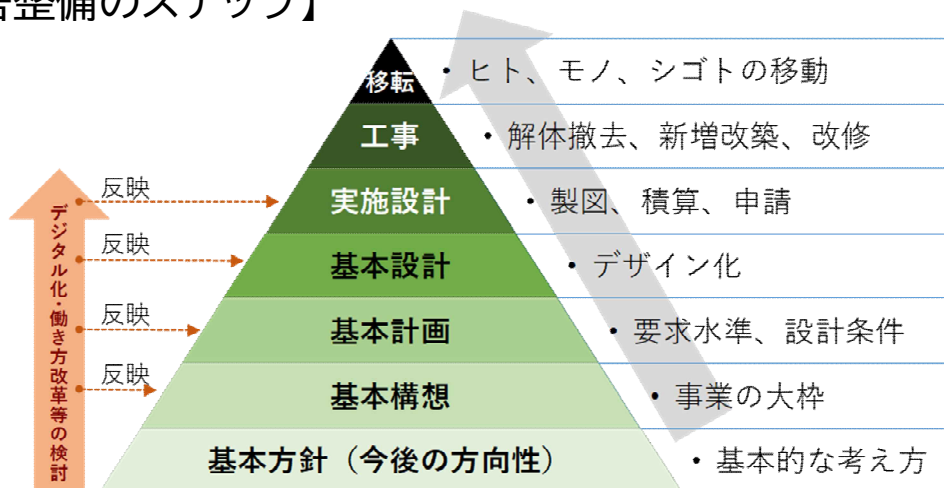 整備のステップ】
移転
・ヒト、モノ、シゴトの移動
工事
・解体撤去、新増改築、改修
反映
実施設計
・製図、積算、申請
反映
基本設計
・デザイン化
反映
基本計画
・要求水準、設計条件
反映
基本構想
・事業の大枠
基本方針（今後の方向性）
・基本的な考え方
デジタル化・働き方改革等の検討